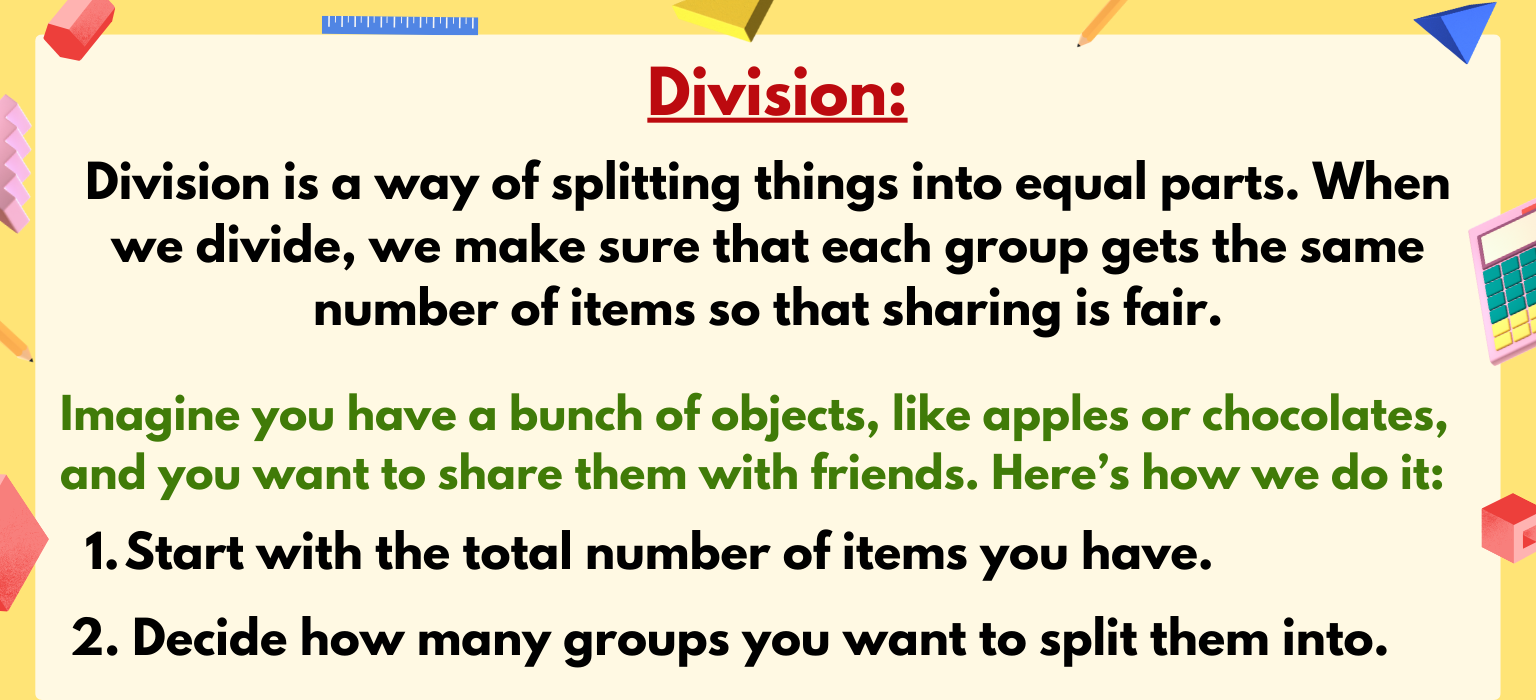 Division:
Division is a way of splitting things into equal parts. When
we divide, we make sure that each group gets the same
number of items so that sharing is fair.
Imagine you have a bunch of objects, like apples or chocolates,
and you want to share them with friends. Here’s how we do it:
1. Start with the total number of items you have.
2. Decide how many groups you want to split them into.